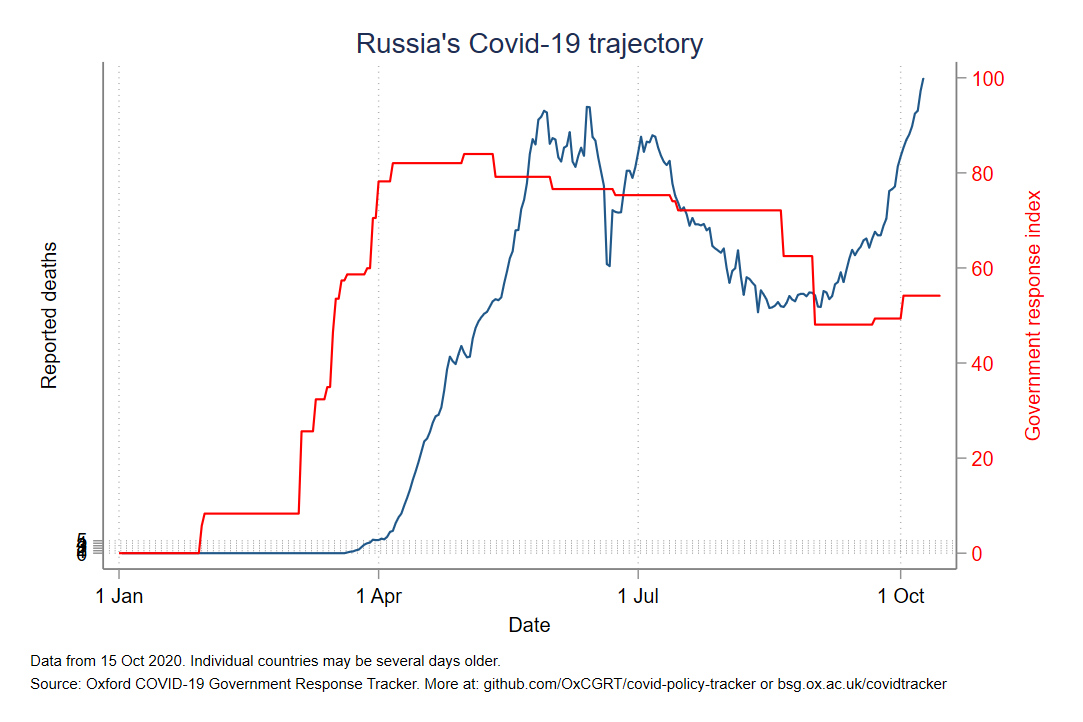 Russia's Covid-19 trajectory
100
80
60
40
20
0
Government response index
Reported deaths
5
0
1 Jan
1 Apr
1 Jul
1 Oct
Date
Data from 15 Oct 2020. Individual countries may be several days older.
Source: Oxford COVID-19 Government Response Tracker. More at: github.com/OxCGRT/covid-policy-tracker or bsg.ox.ac.uk/covidtracker